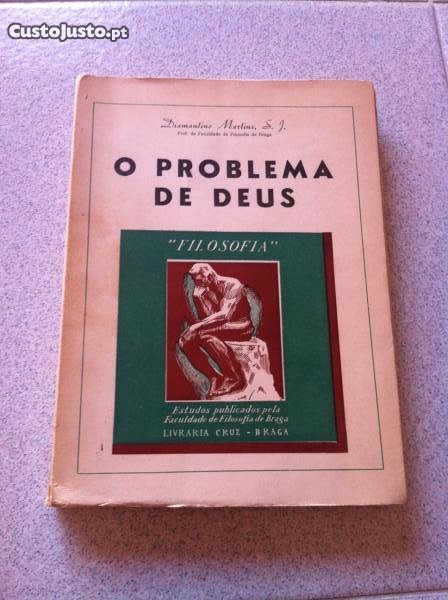 CustoJusto.pt
Diamantino Martins, S. J.
Prof. da Faculdade de Filosofia de Braga
O PROBLEMA
DE DEUS
"FILOSOFIA"
Estudos publicados pela
Faculdade de Filosofia de Braga
LIVRARIA CRUZ - BRAGA